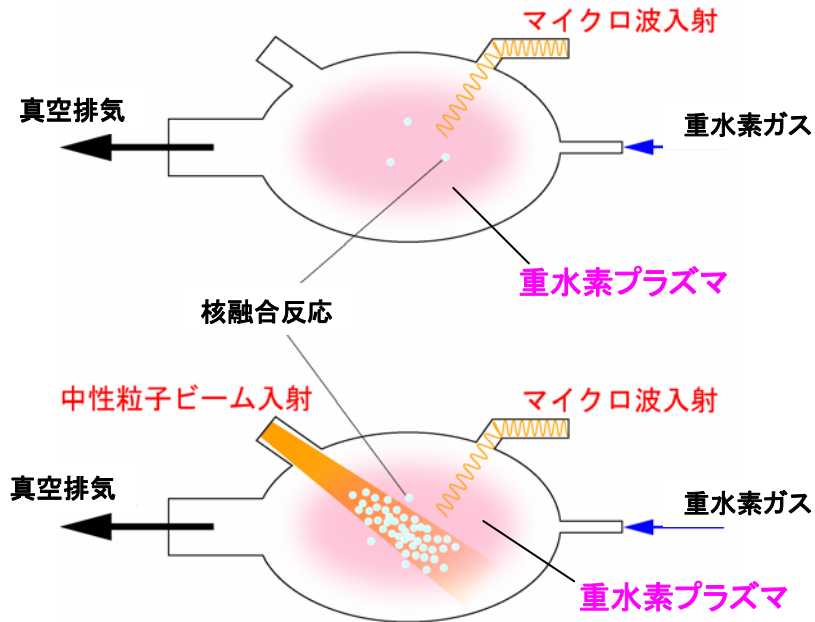 マイクロ波入射
真空排気
重水素ガス
重水素プラズマ
核融合反応
中性粒子ビーム入射
マイクロ波入射
真空排気
重水素ガス
重水素プラズマ